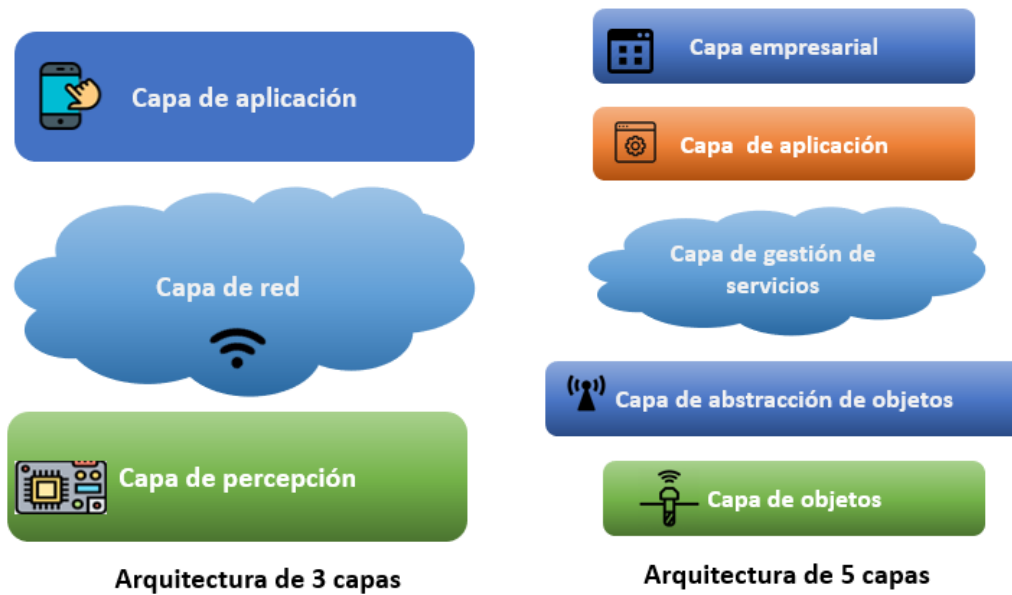 Capa de aplicación
Capa de red
Capa de percepción
Arquitectura de 3 capas
Capa empresarial
Capa de aplicación
Capa de gestión de
servicios
Capa de abstracción de objetos
Capa de objetos
Arquitectura de 5 capas